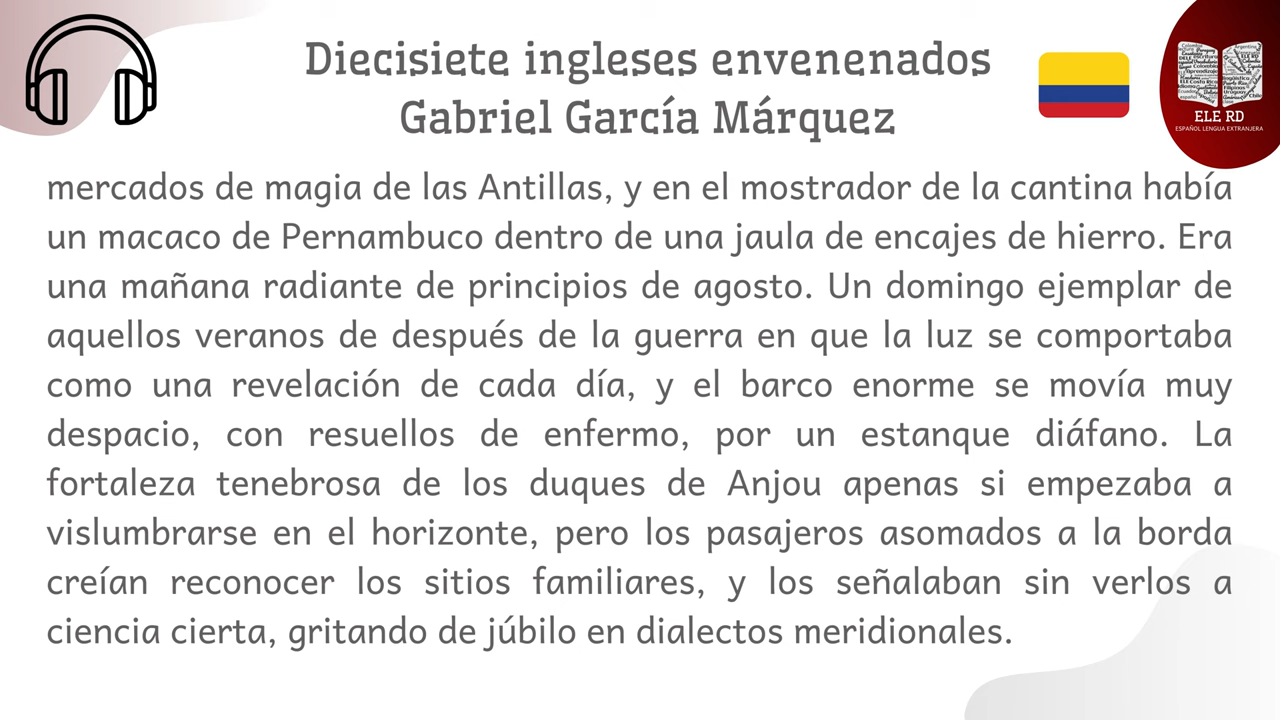 Diecisiete ingleses envenenados
Gabriel García Márquez
ELE RD
ESPAÑOL LENGUA EXTRANJERA
mercados de magia de las Antillas, y en el mostrador de la cantina había
un macaco de Pernambuco dentro de una jaula de encajes de hierro. Era
una mañana radiante de principios de agosto. Un domingo ejemplar de
aquellos veranos de después de la guerra en que la luz se comportaba
como una revelación de cada día, y el barco enorme se movía muy
despacio, con resuellos de enfermo, por un estanque diáfano. La
fortaleza tenebrosa de los duques de Anjou apenas si empezaba a
vislumbrarse en el horizonte, pero los pasajeros asomados a la borda
creían reconocer los sitios familiares, y los señalaban sin verlos a
ciencia cierta, gritando de júbilo en dialectos meridionales.